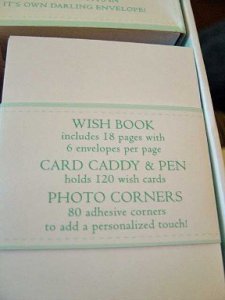 IT'S OWN DARLING ENVELOPE!
WISH BOOK
includes 18 pages with
6 envelopes per page
CARD CADDY & PEN
holds 120 wish cards
PHOTO CORNERS
80 adhesive corners
to add a personalized touch!